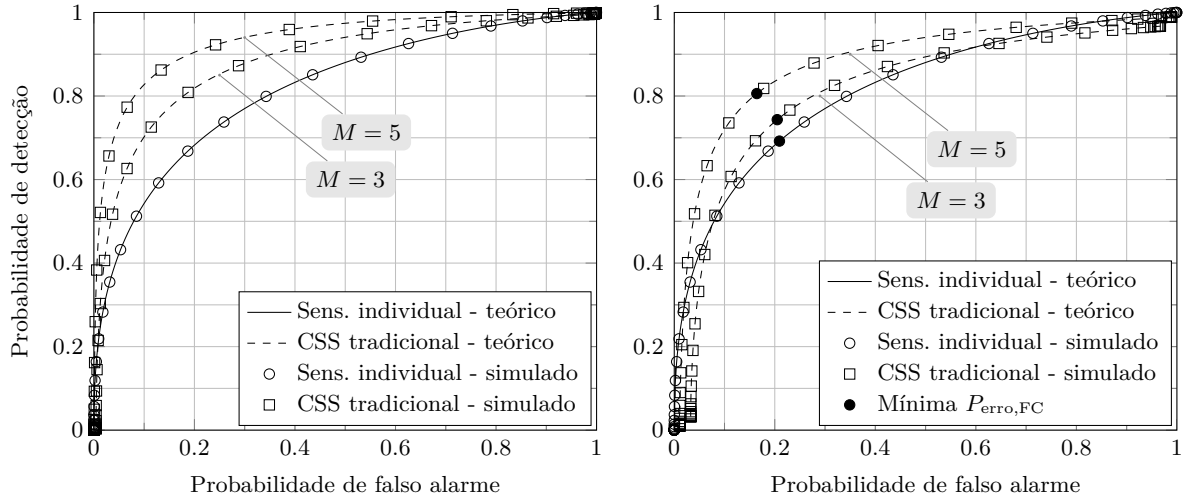 Probabilidade de detecção
1
0.8
0.6
0.4
0.2
0
0 0.2 0.4 0.6 0.8 1
Probabilidade de falso alarme
M = 5
M = 3
Sens. individual - teórico
CSS tradicional - teórico
Sens. individual - simulado
CSS tradicional - simulado
1
0.8
0.6
0.4
0.2
0
0 0.2 0.4 0.6 0.8 1
Probabilidade de falso alarme
M = 5
M = 3
Sens. individual - teórico
CSS tradicional - teórico
Sens. individual - simulado
CSS tradicional - simulado
Mínima P_erro,FC